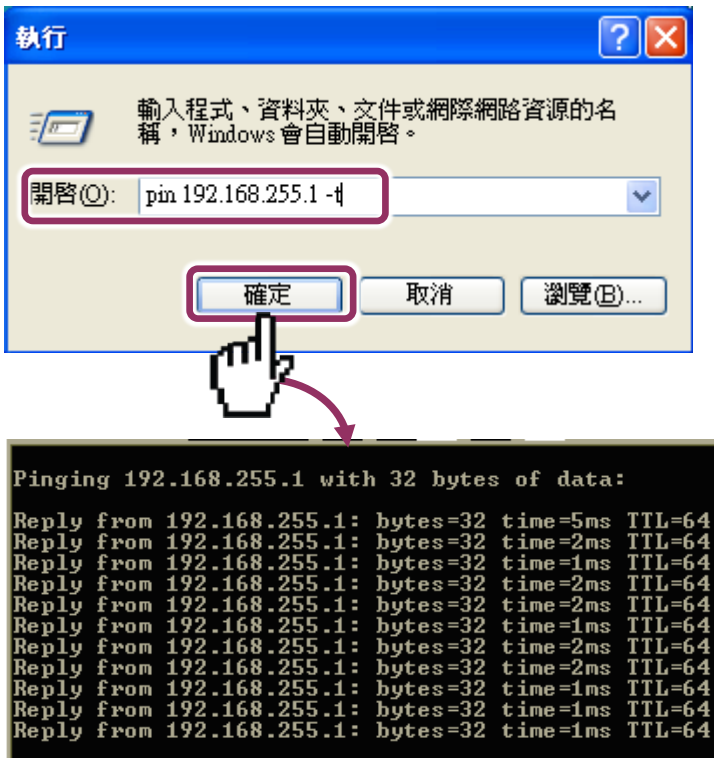 執行
輸入程式、資料夾、文件或網際網路資源的名
稱，Windows 會自動開啓。
開啓(O): pin 192.168.255.1 -t
確定 取消 瀏覽(B)...
Pinging 192.168.255.1 with 32 bytes of data:
Reply from 192.168.255.1: bytes=32 time=5ms TTL=64
Reply from 192.168.255.1: bytes=32 time=2ms TTL=64
Reply from 192.168.255.1: bytes=32 time=1ms TTL=64
Reply from 192.168.255.1: bytes=32 time=2ms TTL=64
Reply from 192.168.255.1: bytes=32 time=2ms TTL=64
Reply from 192.168.255.1: bytes=32 time=1ms TTL=64
Reply from 192.168.255.1: bytes=32 time=2ms TTL=64
Reply from 192.168.255.1: bytes=32 time=2ms TTL=64
Reply from 192.168.255.1: bytes=32 time=1ms TTL=64
Reply from 192.168.255.1: bytes=32 time=1ms TTL=64
Reply from 192.168.255.1: bytes=32 time=1ms TTL=64